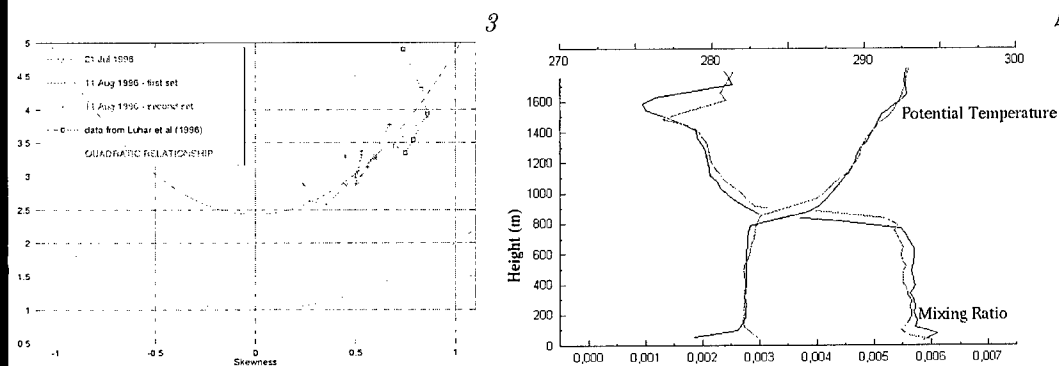 3
5
4.5
4
3.5
3
2.5
2
1.5
1
0.5
21 Jul 1996
11 Aug 1996 - first set
11 Aug 1996 - second set
data from Luhar et al (1996)
QUADRATIC RELATIONSHIP
-1 -0.5 0 0.5 1
Skewness
270 280 290 300
1600
1400
1200
1000
800
600
400
200
0
Height (m)
Potential Temperature
Mixing Ratio
0,000 0,001 0,002 0,003 0,004 0,005 0,006 0,007